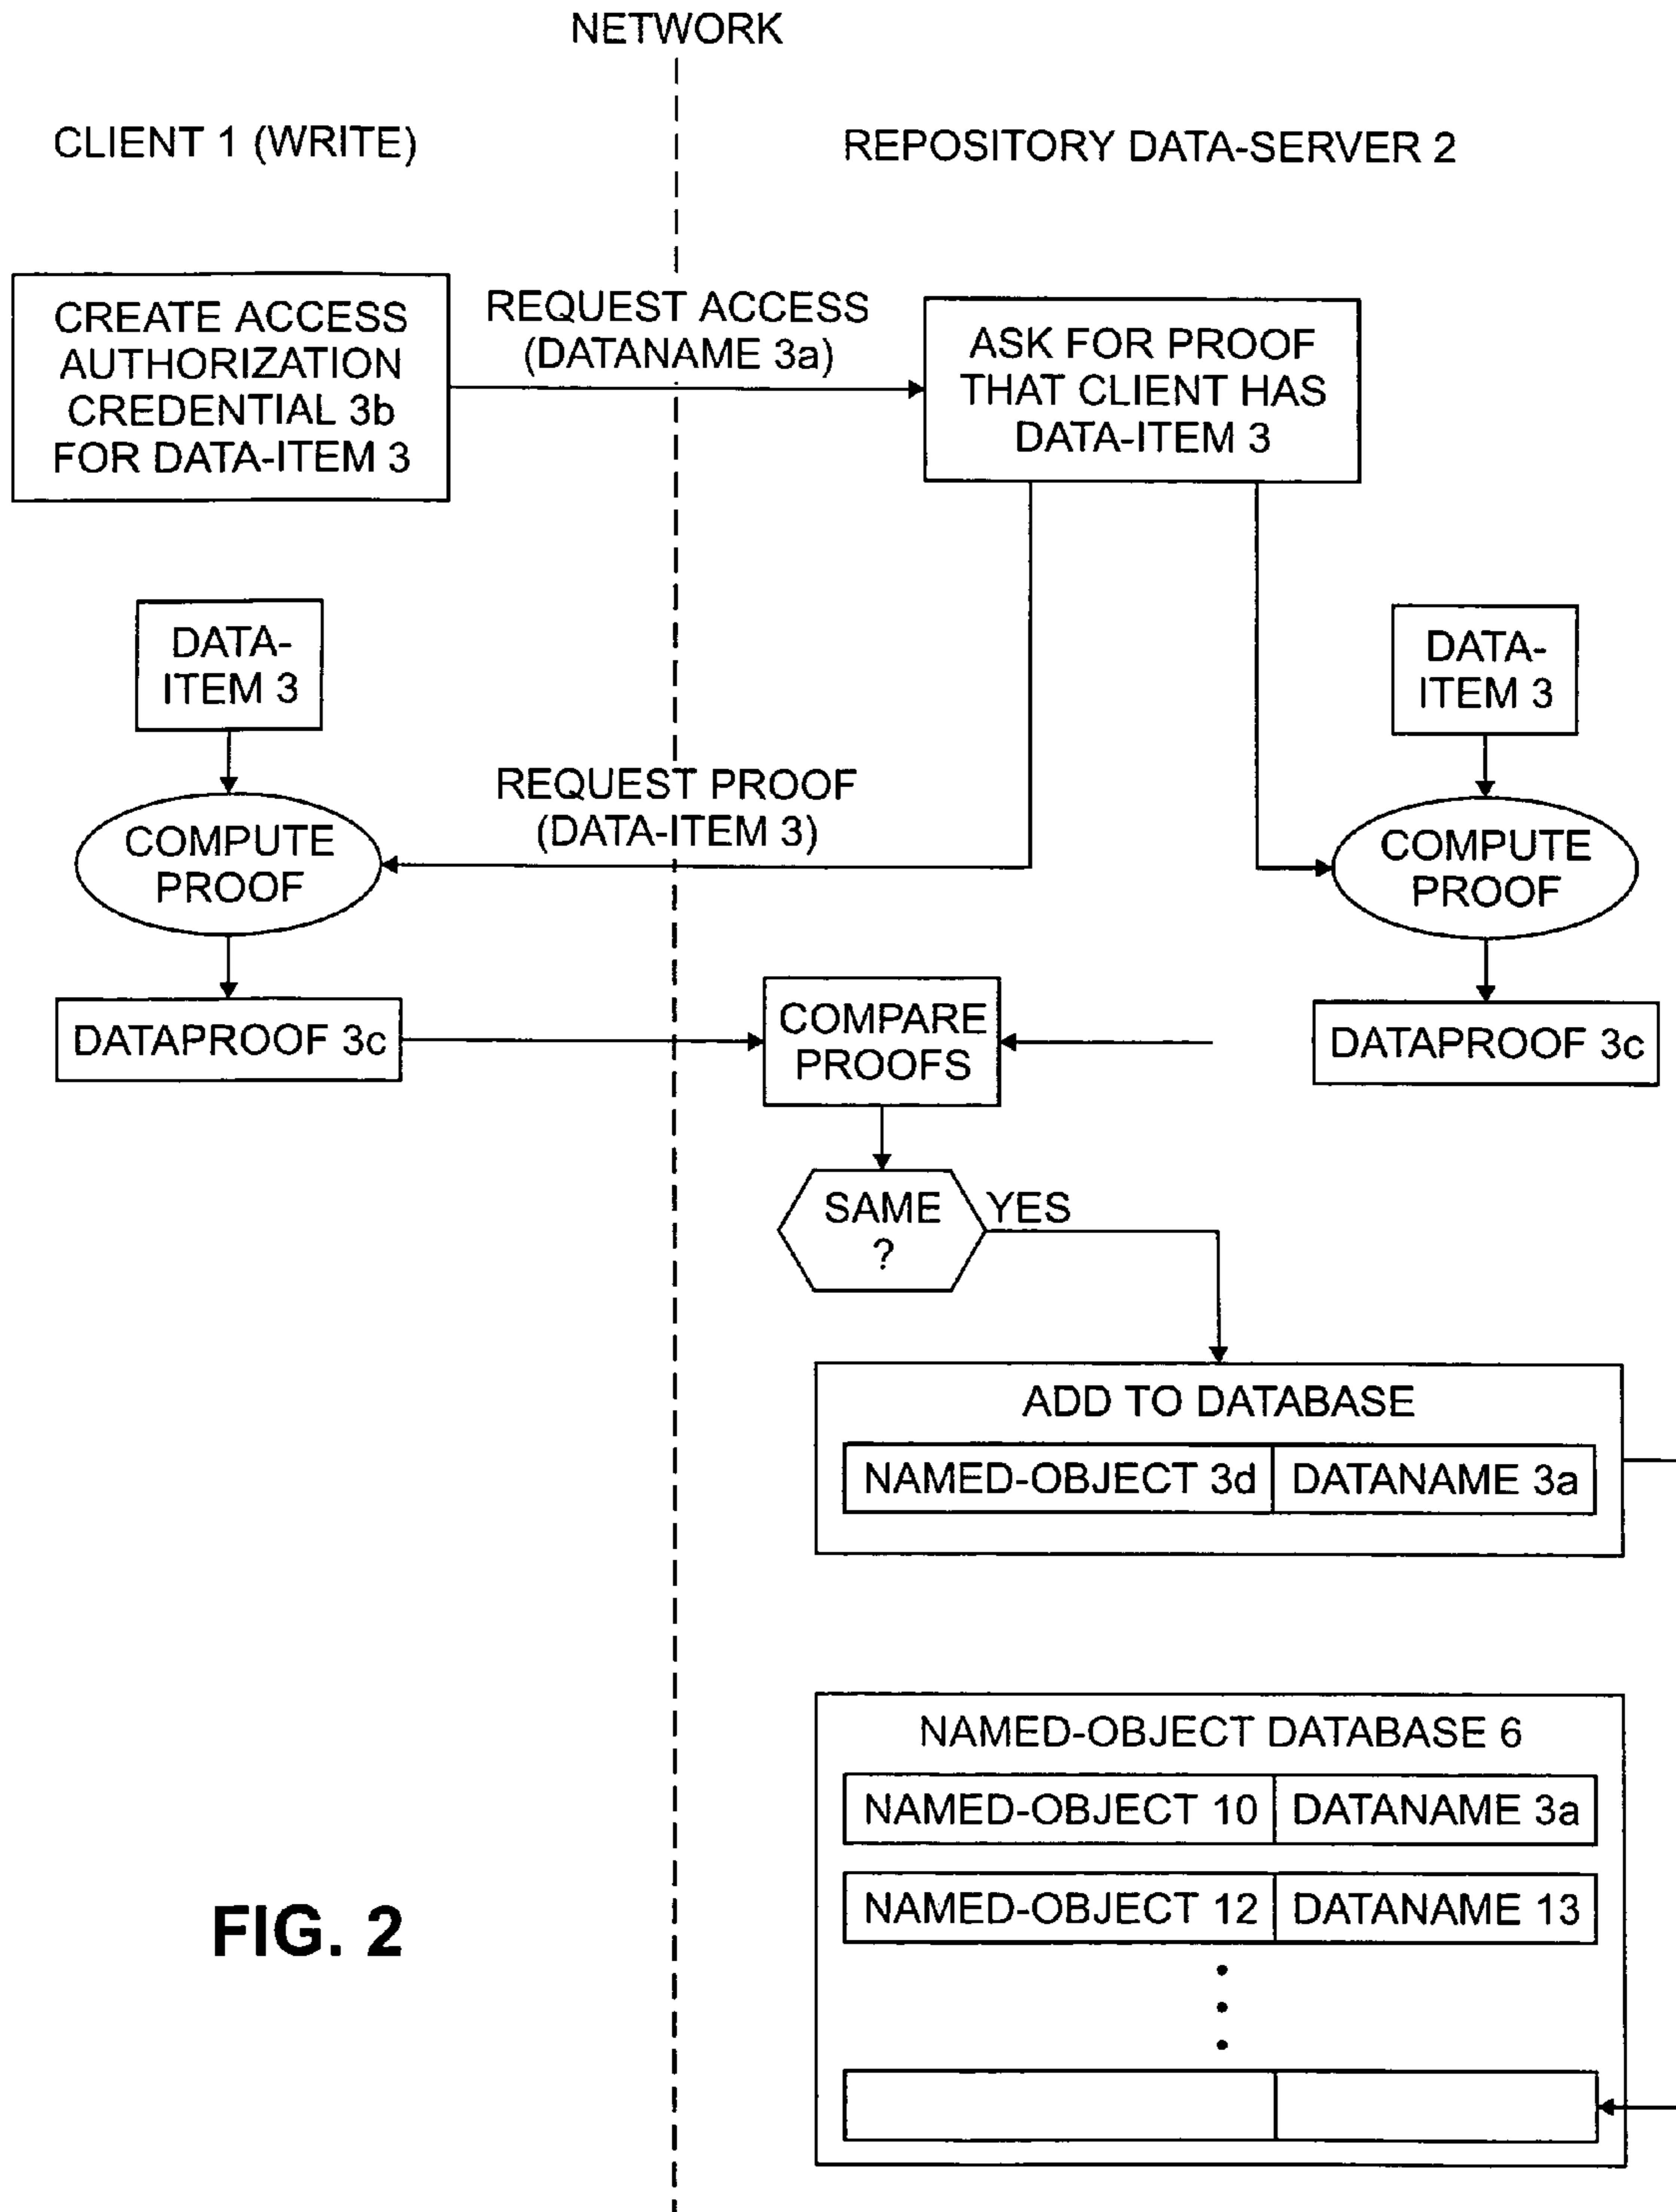 NETWORK
CLIENT 1 (WRITE)
REPOSITORY DATA-SERVER 2
CREATE ACCESS
AUTHORIZATION
CREDENTIAL 3b
FOR DATA-ITEM 3
REQUEST ACCESS
(DATANAME 3a)
ASK FOR PROOF
THAT CLIENT HAS
DATA-ITEM 3
DATA-
ITEM 3
DATA-
ITEM 3
REQUEST PROOF
(DATA-ITEM 3)
COMPUTE
PROOF
COMPUTE
PROOF
DATAPROOF 3c
COMPARE
PROOFS
DATAPROOF 3c
SAME
?
YES
ADD TO DATABASE
NAMED-OBJECT 3d
DATANAME 3a
NAMED-OBJECT DATABASE 6
NAMED-OBJECT 10
DATANAME 3a
NAMED-OBJECT 12
DATANAME 13
FIG. 2